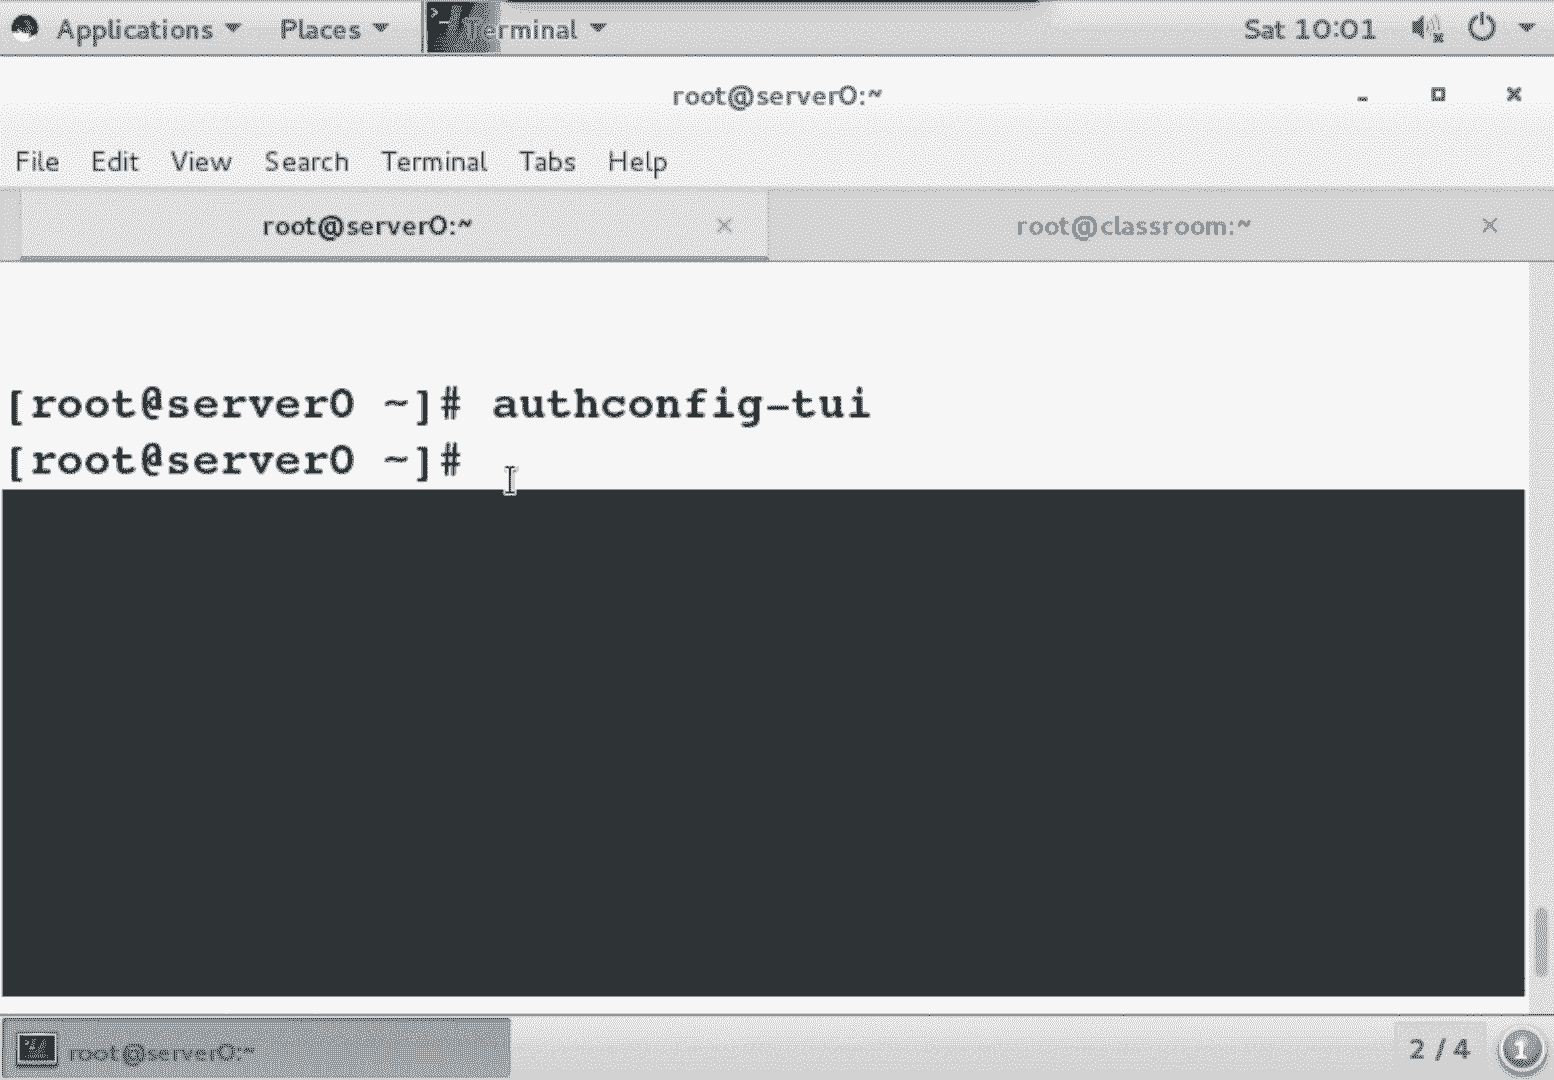 Applications Places Terminal Sat 10:01
root@server0:~
File Edit View Search Terminal Tabs Help
root@server0:~ root@classroom:~
[root@server0 ~]# authconfig-tui
[root@server0 ~]#
root@server0:~ 2 / 4 1